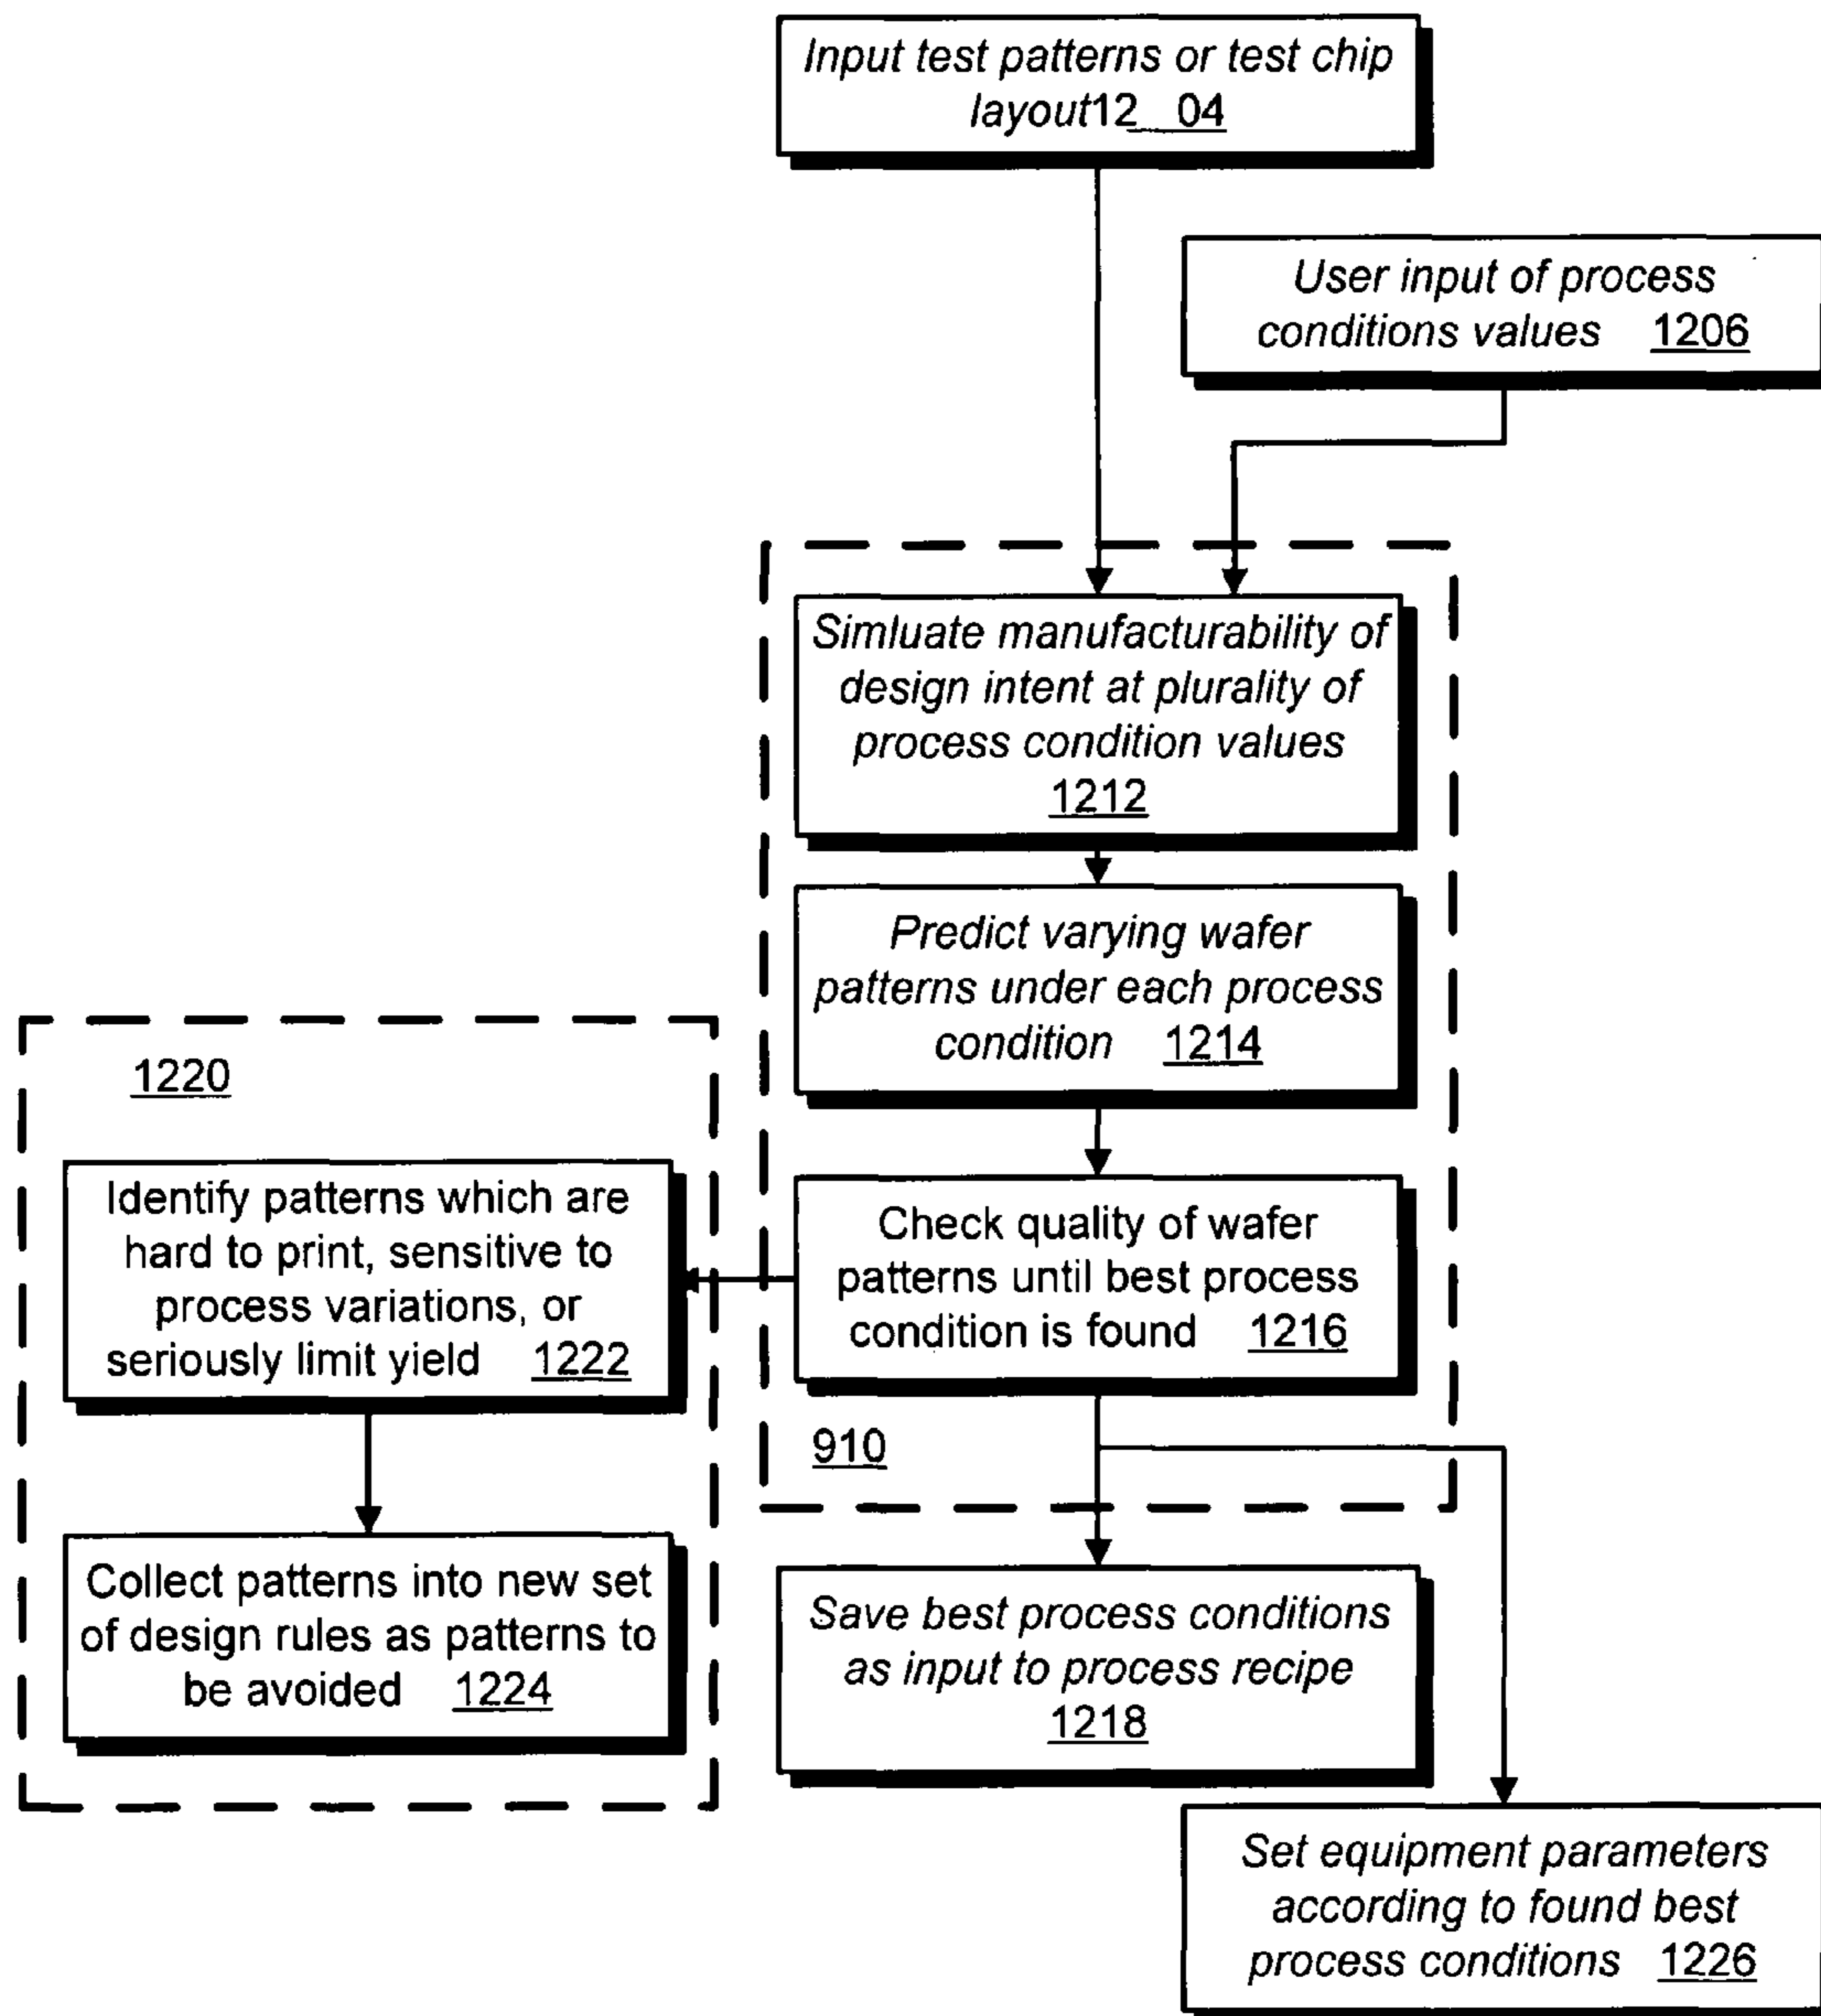 Input test patterns or test chip
layout12 04
User input of process
conditions values 1206
Simluate manufacturability of
design intent at plurality of
process condition values
1212
Predict varying wafer
patterns under each process
condition 1214
1220
Identify patterns which are
hard to print, sensitive to
process variations, or
seriously limit yield 1222
Check quality of wafer
patterns until best process
condition is found 1216
910
Collect patterns into new set
of design rules as patterns to
be avoided 1224
Save best process conditions
as input to process recipe
1218
Set equipment parameters
according to found best
process conditions 1226